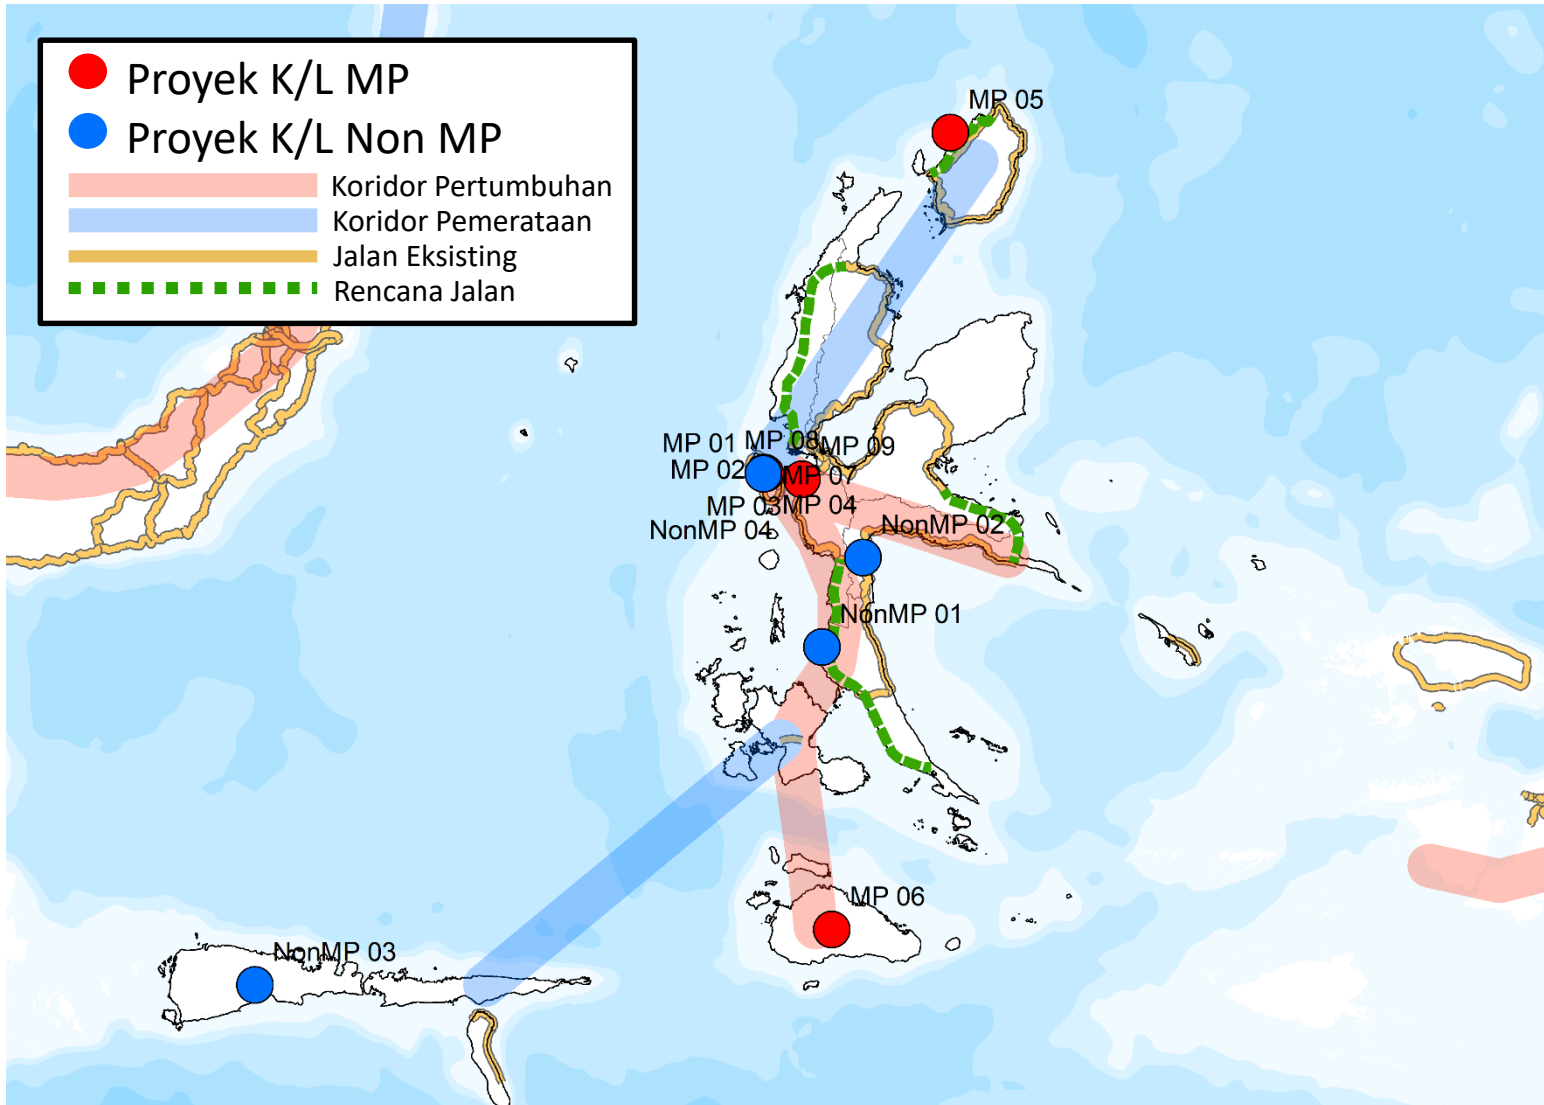 Proyek K/L MP
Proyek K/L Non MP
Koridor Pertumbuhan
Koridor Pemerataan
Jalan Eksisting
Rencana Jalan
MP 05
MP 01
MP 08
MP 09
MP 02
MP 07
MP 03
MP 04
NonMP 04
NonMP 02
NonMP 01
MP 06
NonMP 03